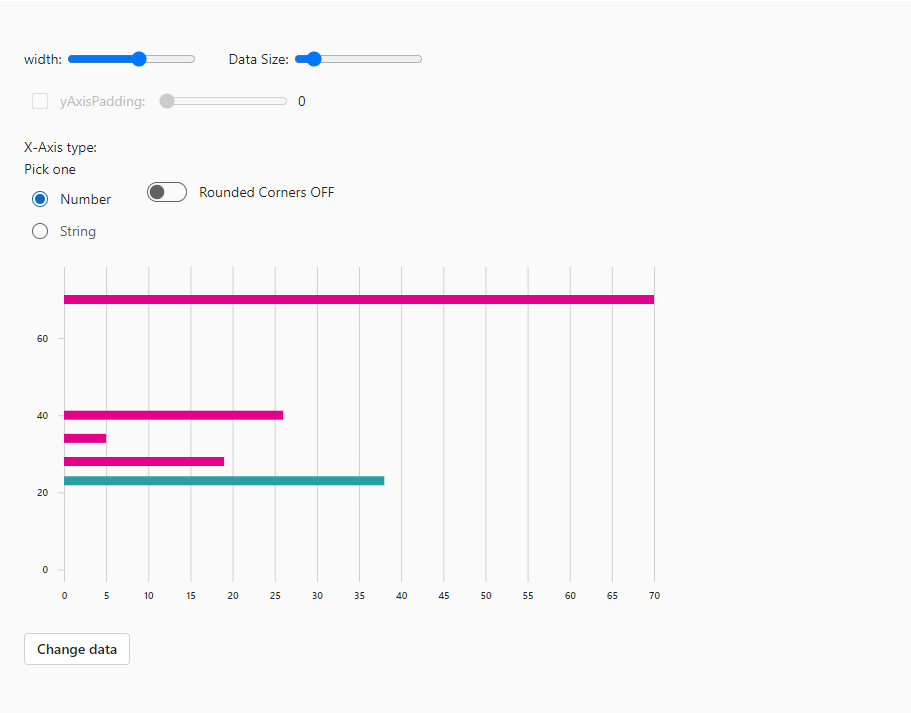 width: Data Size:
yAxisPadding: 0
X-Axis type:
Pick one
Number Rounded Corners OFF
String
60
40
20
0
0 5 10 15 20 25 30 35 40 45 50 55 60 65 70
Change data